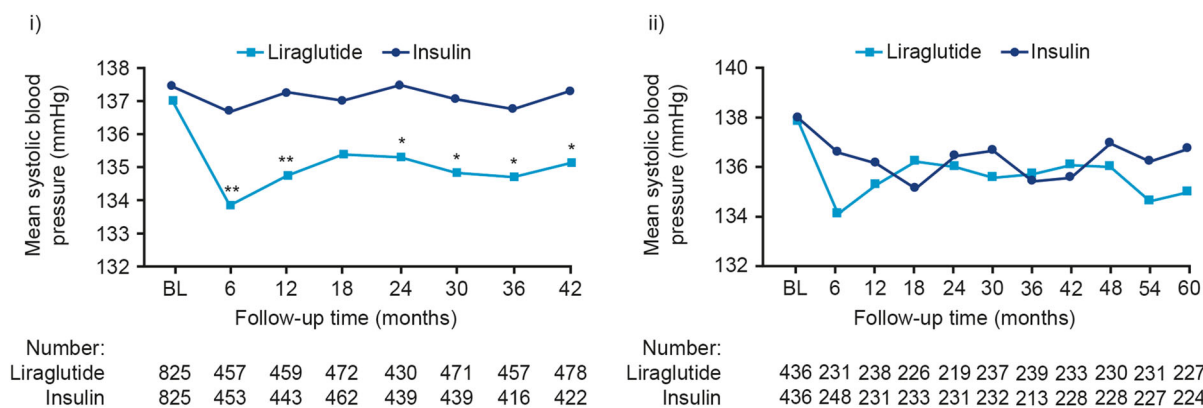 i)
Liraglutide
Insulin
Mean systolic blood
pressure (mmHg)
138
137
135
135
134
133
132
**
**
*
*
*
*
BL 6 12 18 24 30 36 42
Follow-up time (months)
Number:
Liraglutide 825 457 459 472 430 471 457 478
Insulin 825 453 443 462 439 439 416 422
ii)
Liraglutide
Insulin
Mean systolic blood
pressure (mmHg)
140
138
136
134
132
BL 6 12 18 24 30 36 42 48 54 60
Follow-up time (months)
436 231 238 226 219 237 239 233 230 231 227
436 248 231 233 231 232 213 228 228 227 224